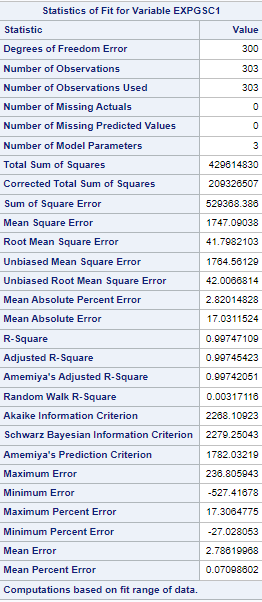 Statistics of Fit for Variable EXPGSC1
Statistic Value
Degrees of Freedom Error 300
Number of Observations 303
Number of Observations Used 303
Number of Missing Actuals 0
Number of Missing Predicted Values 0
Number of Model Parameters 3
Total Sum of Squares 429614830
Corrected Total Sum of Squares 209326507
Sum of Square Error 529368.386
Mean Square Error 1747.09038
Root Mean Square Error 41.7982103
Unbiased Mean Square Error 1764.56129
Unbiased Root Mean Square Error 42.0066814
Mean Absolute Percent Error 2.82014828
Mean Absolute Error 17.0311524
R-Square 0.99747109
Adjusted R-Square 0.99745423
Amemiya's Adjusted R-Square 0.99742051
Random Walk R-Square 0.00317116
Akaike Information Criterion 2268.10923
Schwarz Bayesian Information Criterion 2279.25043
Amemiya's Prediction Criterion 1782.03219
Maximum Error 236.805943
Minimum Error -527.41678
Maximum Percent Error 17.3064775
Minimum Percent Error -27.028053
Mean Error 2.78619968
Mean Percent Error 0.07098602
Computations based on fit range of data.